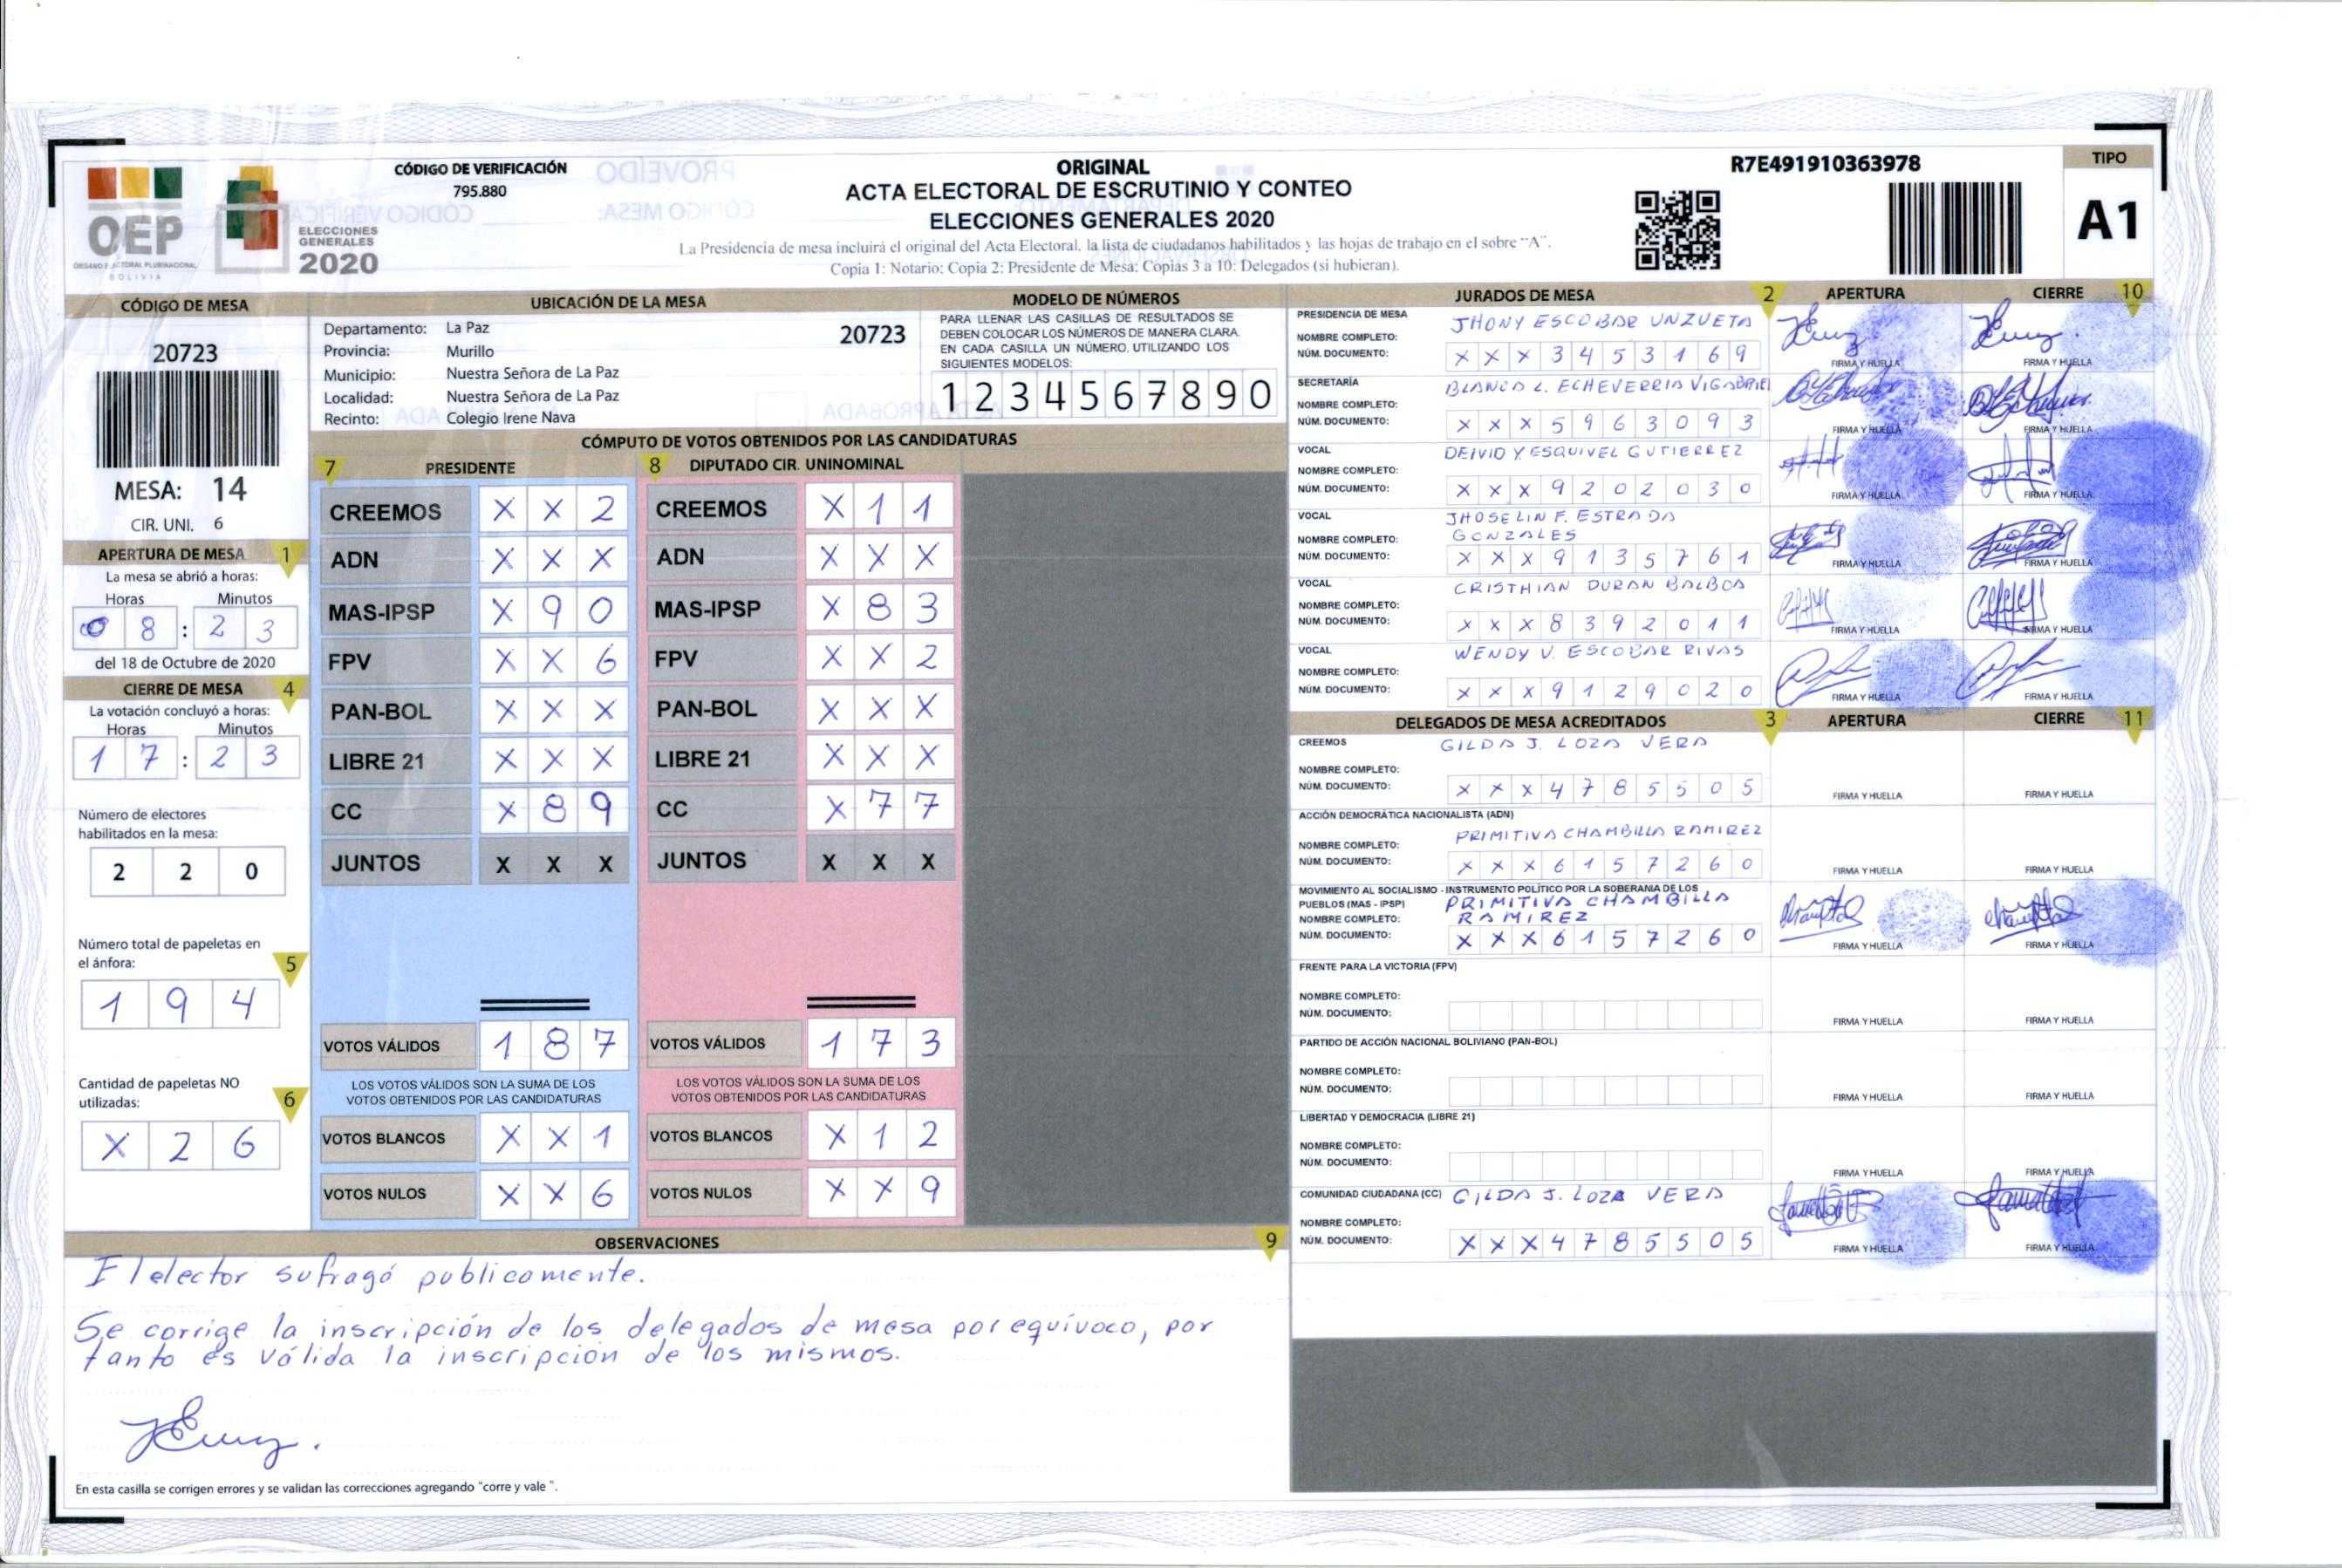 CÓDIGO DE VERIFICACIÓN
795.880
OEP
ÓRGANO ELECTORAL PLURINACIONAL
BOLIVIA
ELECCIONES
GENERALES
2020
ORIGINAL
ACTA ELECTORAL DE ESCRUTINIO Y CONTEO
ELECCIONES GENERALES 2020
La Presidencia de mesa incluirá el original del Acta Electoral, la lista de ciudadanos habilitados y las hojas de trabajo en el sobre "A".
Copia 1: Notario: Copia 2: Presidente de Mesa: Copias 3 a 10: Delegados (si hubieran).
R7E491910363978
TIPO
A1
CÓDIGO DE MESA
20723
MESA: 14
CIR. UNI. 6
APERTURA DE MESA 1
La mesa se abrió a horas:
Horas Minutos
0 8 : 2 3
del 18 de Octubre de 2020
CIERRE DE MESA 4
La votación concluyó a horas:
Horas Minutos
1 7 : 2 3
Número de electores
habilitados en la mesa:
2 2 0
Número total de papeletas en
el ánfora: 5
1 9 4
Cantidad de papeletas NO
utilizadas: 6
X 2 6
UBICACIÓN DE LA MESA
Departamento: La Paz
20723
Provincia: Murillo
Municipio: Nuestra Señora de La Paz
Localidad: Nuestra Señora de La Paz
Recinto: Colegio Irene Nava
MODELO DE NÚMEROS
PARA LLENAR LAS CASILLAS DE RESULTADOS SE
DEBEN COLOCAR LOS NÚMEROS DE MANERA CLARA.
EN CADA CASILLA UN NÚMERO, UTILIZANDO LOS
SIGUIENTES MODELOS:
1 2 3 4 5 6 7 8 9 0
CÓMPUTO DE VOTOS OBTENIDOS POR LAS CANDIDATURAS
7 PRESIDENTE
CREEMOS X X 2
ADN X X X
MAS-IPSP X 9 0
FPV X X 6
PAN-BOL X X X
LIBRE 21 X X X
CC X 8 9
JUNTOS X X X
VOTOS VÁLIDOS 1 8 7
LOS VOTOS VÁLIDOS SON LA SUMA DE LOS
VOTOS OBTENIDOS POR LAS CANDIDATURAS
VOTOS BLANCOS X X 1
VOTOS NULOS X X 6
8 DIPUTADO CIR. UNINOMINAL
CREEMOS X 1 1
ADN X X X
MAS-IPSP X 8 3
FPV X X 2
PAN-BOL X X X
LIBRE 21 X X X
CC X 7 7
JUNTOS X X X
VOTOS VÁLIDOS 1 7 3
LOS VOTOS VÁLIDOS SON LA SUMA DE LOS
VOTOS OBTENIDOS POR LAS CANDIDATURAS
VOTOS BLANCOS X 1 2
VOTOS NULOS X X 9
OBSERVACIONES 9
El elector sufragó publicamente.
Se corrige la inscripción de los delegados de mesa por equívoco, por
tanto es válida la inscripción de los mismos.
En esta casilla se corrigen errores y se validan las correcciones agregando "corre y vale ".
JURADOS DE MESA 2 APERTURA CIERRE 10
PRESIDENCIA DE MESA JHONY ESCOBAR UNZUETA
NOMBRE COMPLETO:
NÚM. DOCUMENTO: X X X 3 4 5 3 1 6 9
FIRMA Y HUELLA FIRMA Y HUELLA
SECRETARÍA BLANCA L. ECHEVERRIA VIGABRIEL
NOMBRE COMPLETO:
NÚM. DOCUMENTO: X X X 5 9 6 3 0 9 3
FIRMA Y HUELLA FIRMA Y HUELLA
VOCAL DEIVID Y ESQUIVEL GUTIERREZ
NOMBRE COMPLETO:
NÚM. DOCUMENTO: X X X 9 2 0 2 0 3 0
FIRMA Y HUELLA FIRMA Y HUELLA
VOCAL JHOSELIN F. ESTRADA
NOMBRE COMPLETO: GONZALES
NÚM. DOCUMENTO: X X X 9 1 3 5 7 6 1
FIRMA Y HUELLA FIRMA Y HUELLA
VOCAL CRISTHIAN DURAN BALBOA
NOMBRE COMPLETO:
NÚM. DOCUMENTO: X X X 8 3 9 2 0 1 1
FIRMA Y HUELLA FIRMA Y HUELLA
VOCAL WENDY V. ESCOBAR RIVAS
NOMBRE COMPLETO:
NÚM. DOCUMENTO: X X X 9 1 2 9 0 2 0
FIRMA Y HUELLA FIRMA Y HUELLA
DELEGADOS DE MESA ACREDITADOS 3 APERTURA CIERRE 11
CREEMOS GILDA J. LOZA VERA
NOMBRE COMPLETO:
NÚM. DOCUMENTO: X X X 4 7 8 5 5 0 5
FIRMA Y HUELLA FIRMA Y HUELLA
ACCIÓN DEMOCRÁTICA NACIONALISTA (ADN)
PRIMITIVA CHAMBILLA RAMIREZ
NOMBRE COMPLETO:
NÚM. DOCUMENTO: X X X 6 1 5 7 2 6 0
FIRMA Y HUELLA FIRMA Y HUELLA
MOVIMIENTO AL SOCIALISMO - INSTRUMENTO POLÍTICO POR LA SOBERANIA DE LOS
PUEBLOS (MAS - IPSP) PRIMITIVA CHAMBILLA
NOMBRE COMPLETO: RAMIREZ
NÚM. DOCUMENTO: X X X 6 1 5 7 2 6 0
FIRMA Y HUELLA FIRMA Y HUELLA
FRENTE PARA LA VICTORIA (FPV)
NOMBRE COMPLETO:
NÚM. DOCUMENTO:
FIRMA Y HUELLA FIRMA Y HUELLA
PARTIDO DE ACCIÓN NACIONAL BOLIVIANO (PAN-BOL)
NOMBRE COMPLETO:
NÚM. DOCUMENTO:
FIRMA Y HUELLA FIRMA Y HUELLA
LIBERTAD Y DEMOCRACIA (LIBRE 21)
NOMBRE COMPLETO:
NÚM. DOCUMENTO:
FIRMA Y HUELLA FIRMA Y HUELLA
COMUNIDAD CIUDADANA (CC) GILDA J. LOZA VERA
NOMBRE COMPLETO:
NÚM. DOCUMENTO: X X X 4 7 8 5 5 0 5
FIRMA Y HUELLA FIRMA Y HUELLA